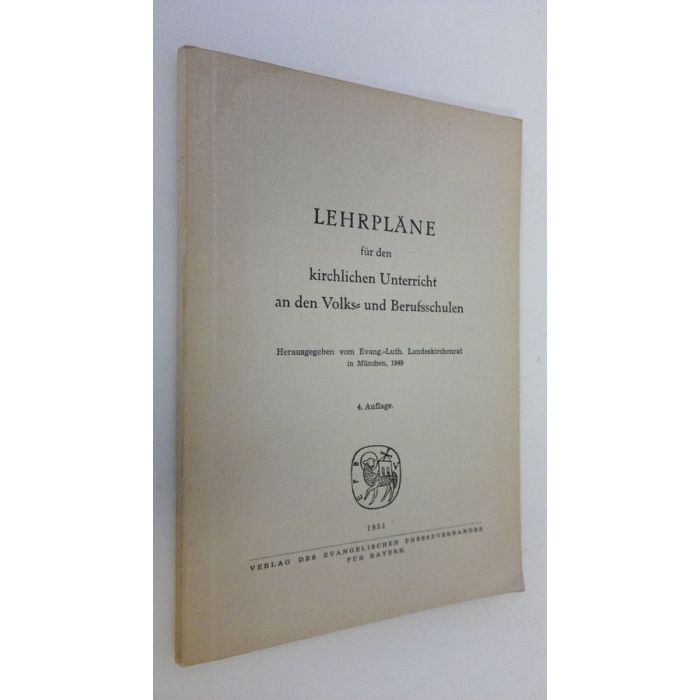 LEHRPLÄNE
für den
kirchlichen Unterricht
an den Volks- und Berufsschulen
Herausgegeben vom Evang.-Luth. Landeskirchenrat
in München, 1949
4. Auflage.
E P B V
1951
VERLAG DES EVANGELISCHEN PRESSEVERBANDES
FÜR BAYERN